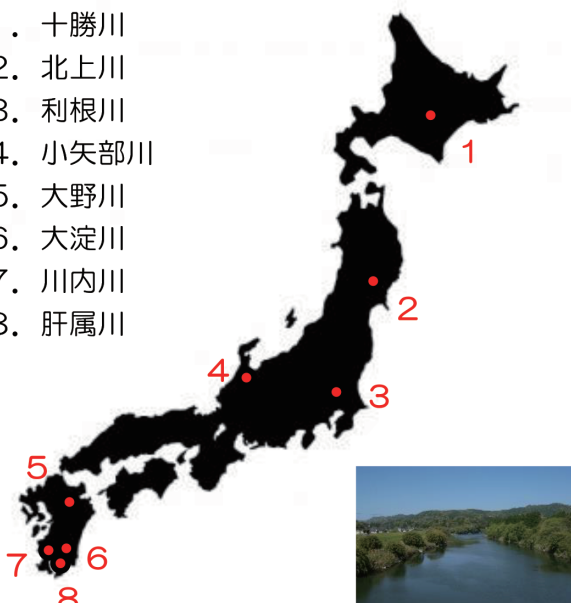 . 十勝川
2. 北上川
3. 利根川
4. 小矢部川
5. 大野川
6. 大淀川
7. 川内川
8. 肝属川
1
2
4
3
5
7
6
8